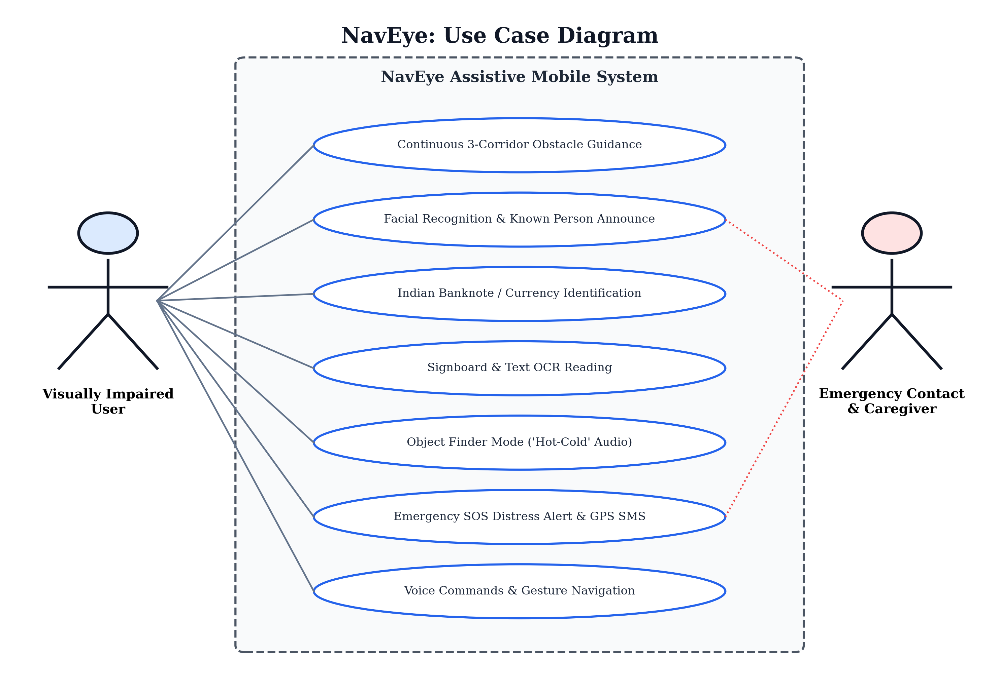 NavEye: Use Case Diagram
NavEye Assistive Mobile System
Continuous 3-Corridor Obstacle Guidance
Facial Recognition & Known Person Announce
Indian Banknote / Currency Identification
Signboard & Text OCR Reading
Object Finder Mode ('Hot-Cold' Audio)
Emergency SOS Distress Alert & GPS SMS
Voice Commands & Gesture Navigation
Visually Impaired
User
Emergency Contact
& Caregiver